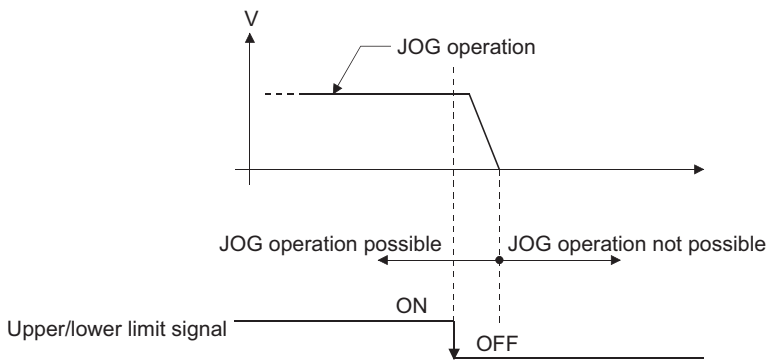 V
JOG operation
JOG operation possible
JOG operation not possible
ON
Upper/lower limit signal
OFF